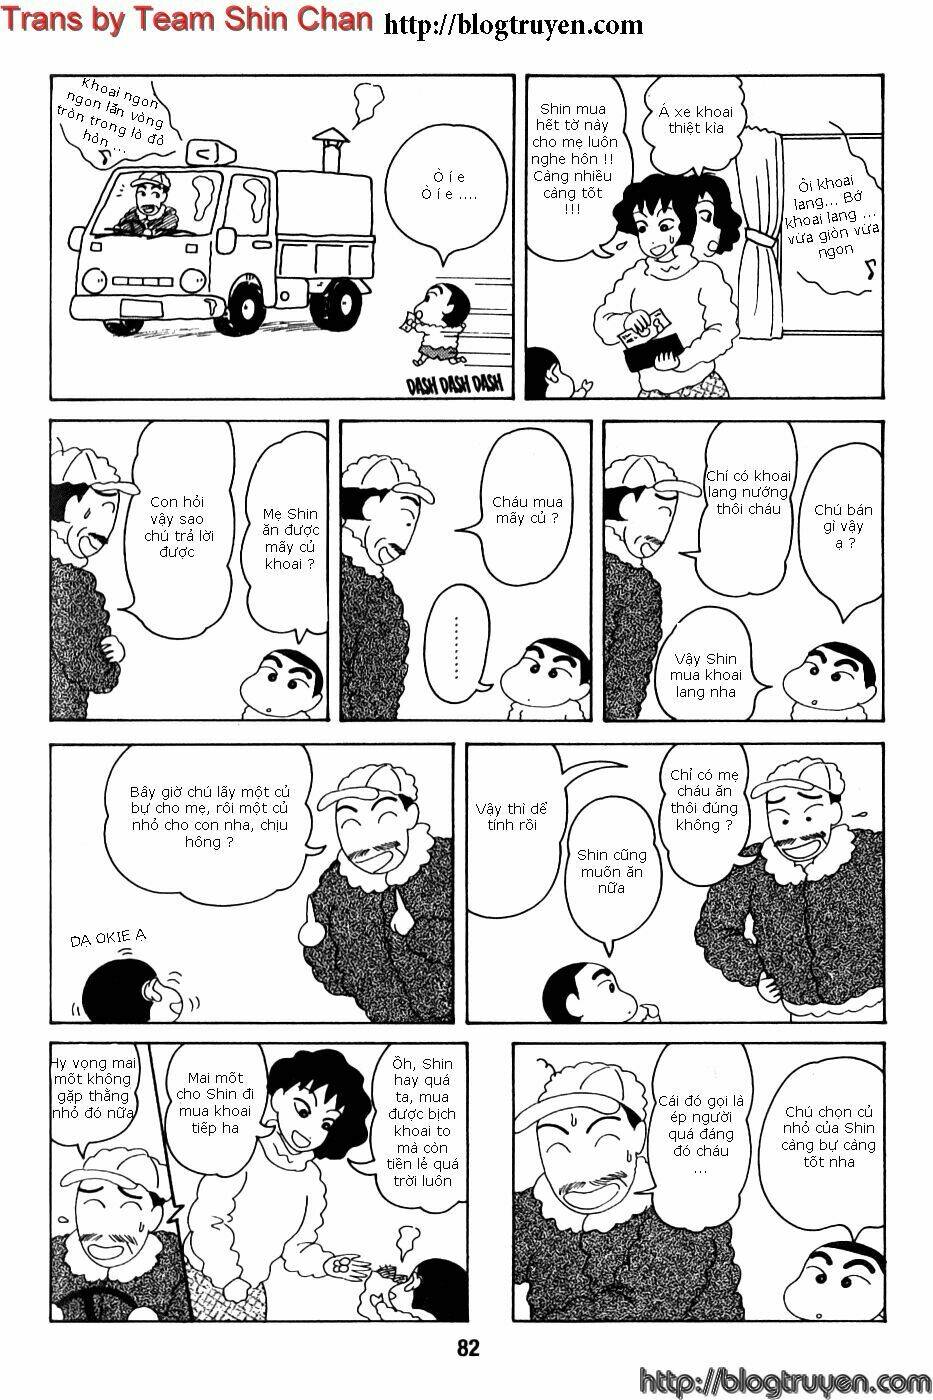 Trans by Team Shin Chan
http://blogtruyen.com
Á xe khoai
thiệt kìa
Shin mua
hết tờ này
cho mẹ luôn
nghe hôn !!
Càng nhiều
càng tốt
!!!
Ôi khoai
lang... Bớ
khoai lang ...
vừa giòn vừa
ngon
Khoai ngon
ngon lăn vòng
tròn trong lò đỏ
hỏn ...
Ò í e
Ò í e ....
DASH DASH DASH
Chú bán
gì vậy
ạ ?
Chỉ có khoai
lang nướng
thôi cháu
Vậy Shin
mua khoai
lang nha
Cháu mua
mấy củ ?
..........
Mẹ Shin
ăn được
mấy củ
khoai ?
Con hỏi
vậy sao
chú trả lời
được
Chỉ có mẹ
cháu ăn
thôi đúng
không ?
Shin cũng
muốn ăn
nữa
Vậy thì dể
tính rồi
Bây giờ chú lấy một củ
bự cho mẹ, rồi một củ
nhỏ cho con nha, chịu
hông ?
DẠ OKIE Ạ
Chú chọn củ
nhỏ của Shin
càng bự càng
tốt nha
Cái đó gọi là
ép người
quá đáng
đó cháu
...
Ồh, Shin
hay quá
ta, mua
được bịch
khoai to
mà còn
tiền lẻ quá
trời luôn
Mai mốt
cho Shin đi
mua khoai
tiếp ha
Hy vọng mai
mốt không
gặp thằng
nhỏ đó nữa
82
http://blogtruyen.com